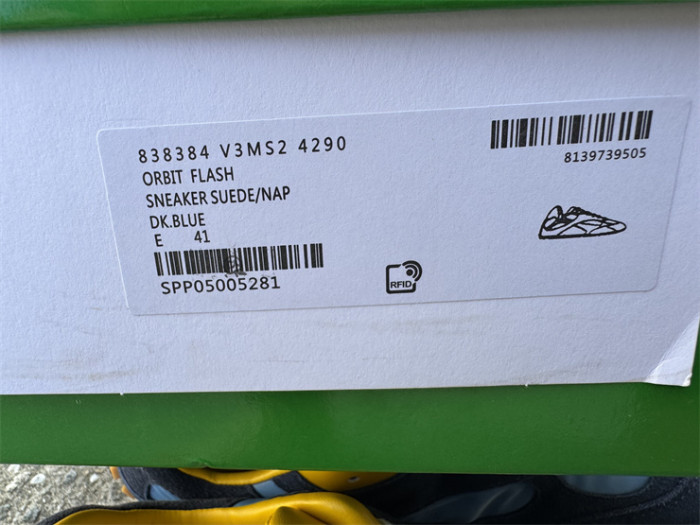 838384 V3MS2 4290
ORBIT FLASH
SNEAKER SUEDE/NAP
DK.BLUE
E 41
SPP05005281
8139739505
RFID